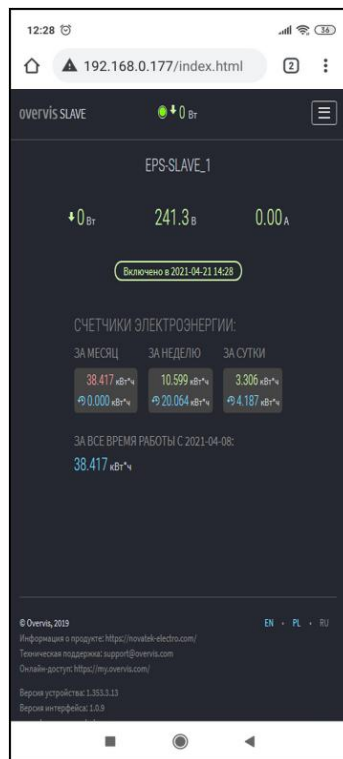 12:28
36
192.168.0.177/index.html
2
overvis SLAVE
0 Вт
EPS-SLAVE_1
0 Вт 241.3 В 0.00 А
Включено в 2021-04-21 14:28
СЧЕТЧИКИ ЭЛЕКТРОЭНЕРГИИ:
ЗА МЕСЯЦ ЗА НЕДЕЛЮ ЗА СУТКИ
38.417 кВт*ч 10.599 кВт*ч 3.306 кВт*ч
0.000 кВт*ч 20.064 кВт*ч 4.187 кВт*ч
ЗА ВСЕ ВРЕМЯ РАБОТЫ С 2021-04-08:
38.417 кВт*ч
© Overvis, 2019
EN • PL • RU
Информация о продукте: https://novatek-electro.com/
Техническая поддержка: support@overvis.com
Онлайн-доступ: https://my.overvis.com/
Версия устройства: 1.353.3.13
Версия интерфейса: 1.0.9